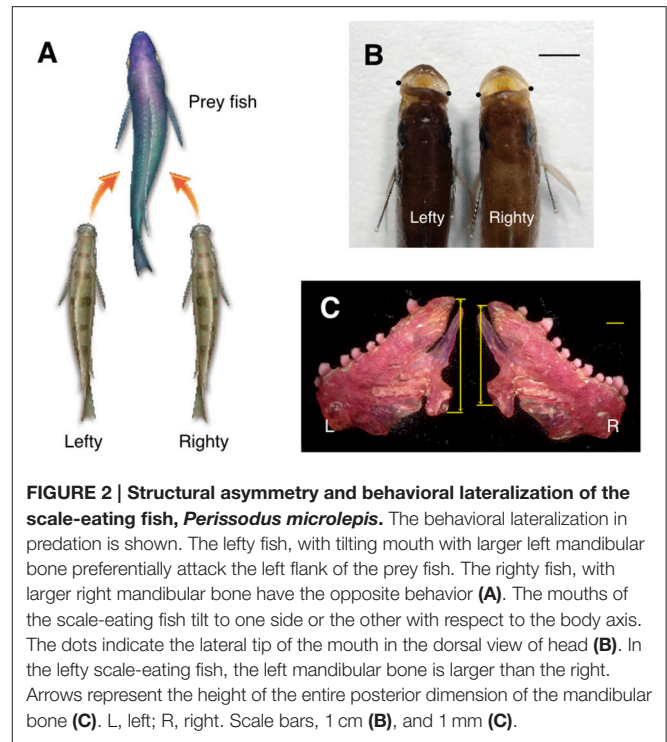 A
Prey fish
Lefty
Righty
B
Lefty
Righty
C
L
R
FIGURE 2 | Structural asymmetry and behavioral lateralization of the
scale-eating fish, Perissodus microlepis. The behavioral lateralization in
predation is shown. The lefty fish, with tilting mouth with larger left mandibular
bone preferentially attack the left flank of the prey fish. The righty fish, with
larger right mandibular bone have the opposite behavior (A). The mouths of
the scale-eating fish tilt to one side or the other with respect to the body axis.
The dots indicate the lateral tip of the mouth in the dorsal view of head (B). In
the lefty scale-eating fish, the left mandibular bone is larger than the right.
Arrows represent the height of the entire posterior dimension of the mandibular
bone (C). L, left; R, right. Scale bars, 1 cm (B), and 1 mm (C).